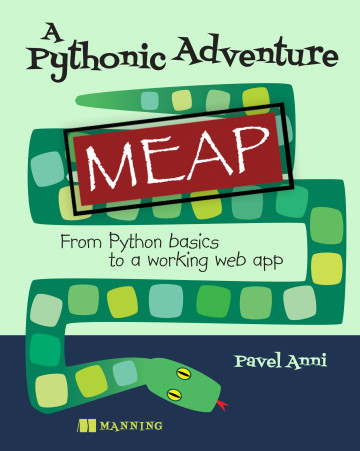 A
Pythonic Adventure
MEAP
From Python basics
to a working web app
Pavel Anni
MANNING